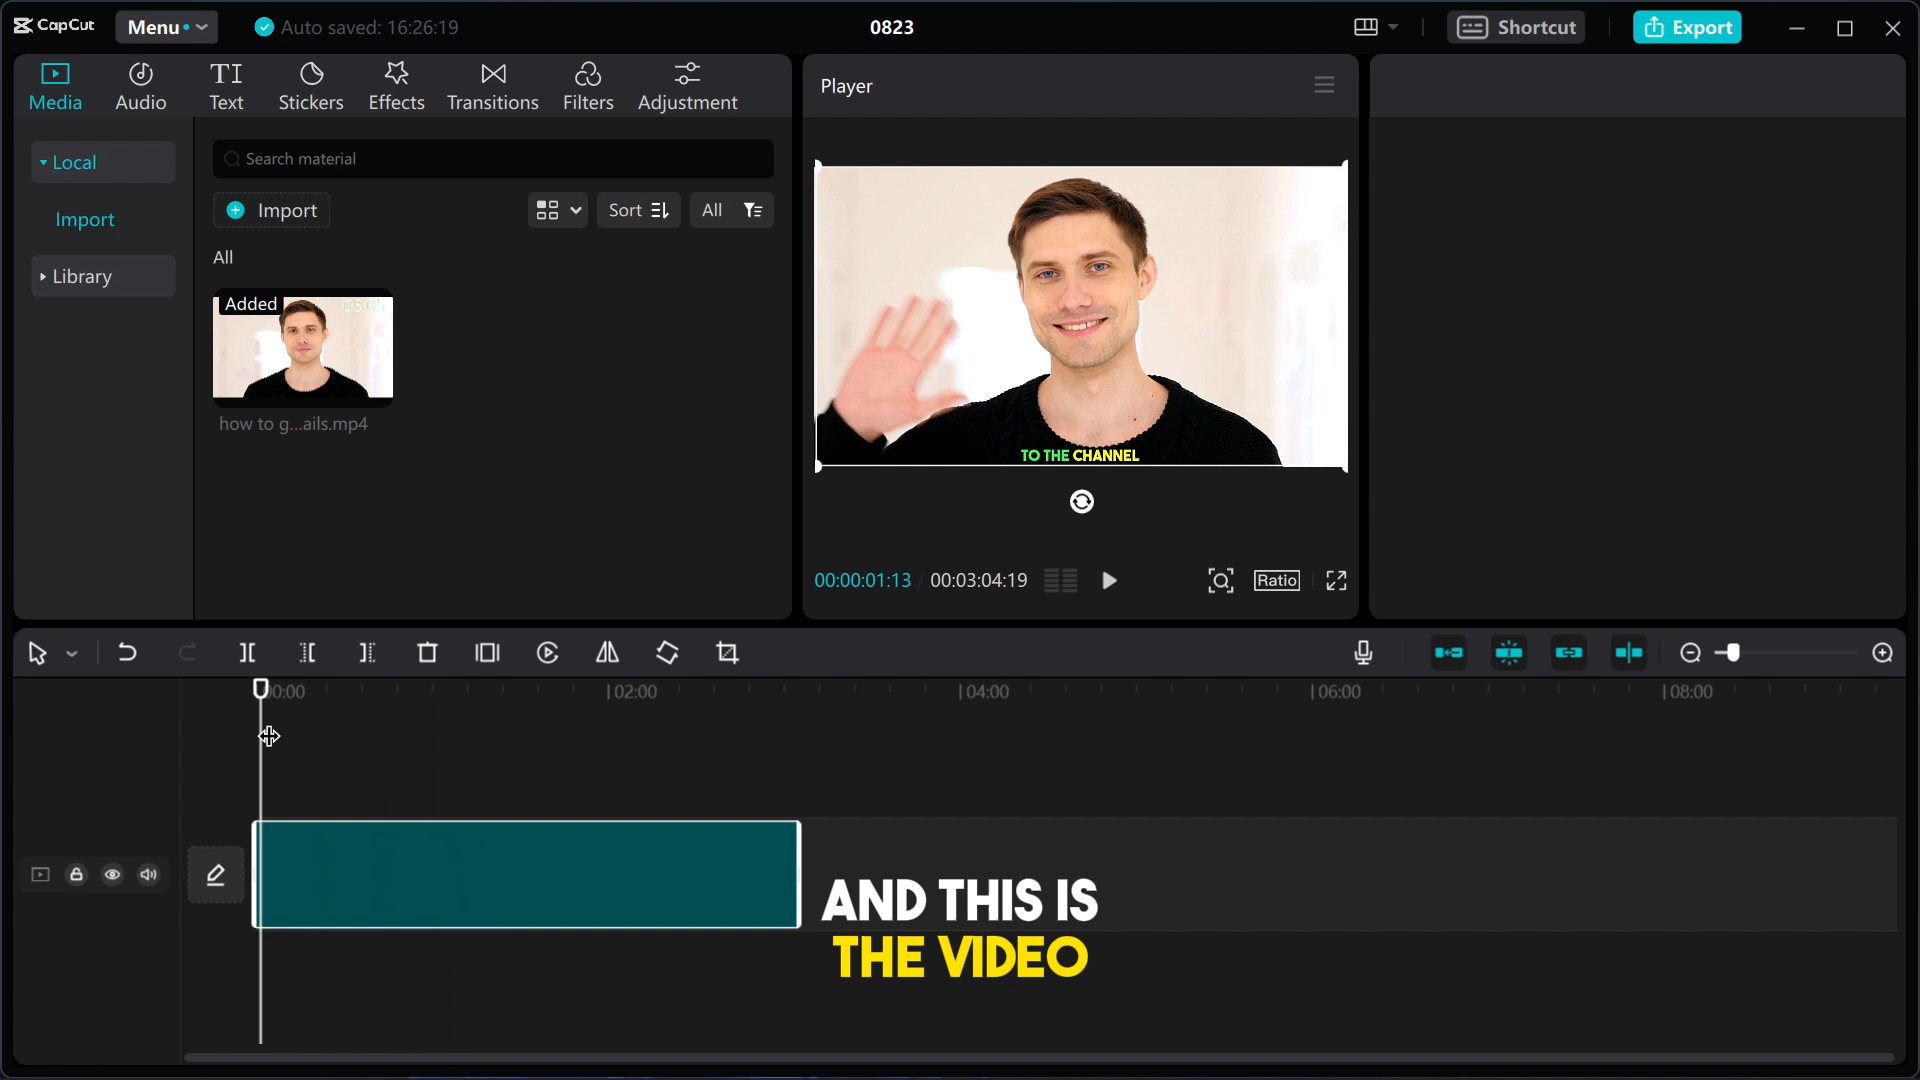 CapCut
Menu
Auto saved: 16:26:19
0823
Shortcut
Export
Media
Audio
Text
Stickers
Effects
Transitions
Filters
Adjustment
Player
Local
Import
Library
Search material
Import
Sort
All
All
Added
how to g...ails.mp4
TO THE CHANNEL
00:00:01:13 / 00:03:04:19
Ratio
00:00
02:00
04:00
06:00
08:00
AND THIS IS
THE VIDEO